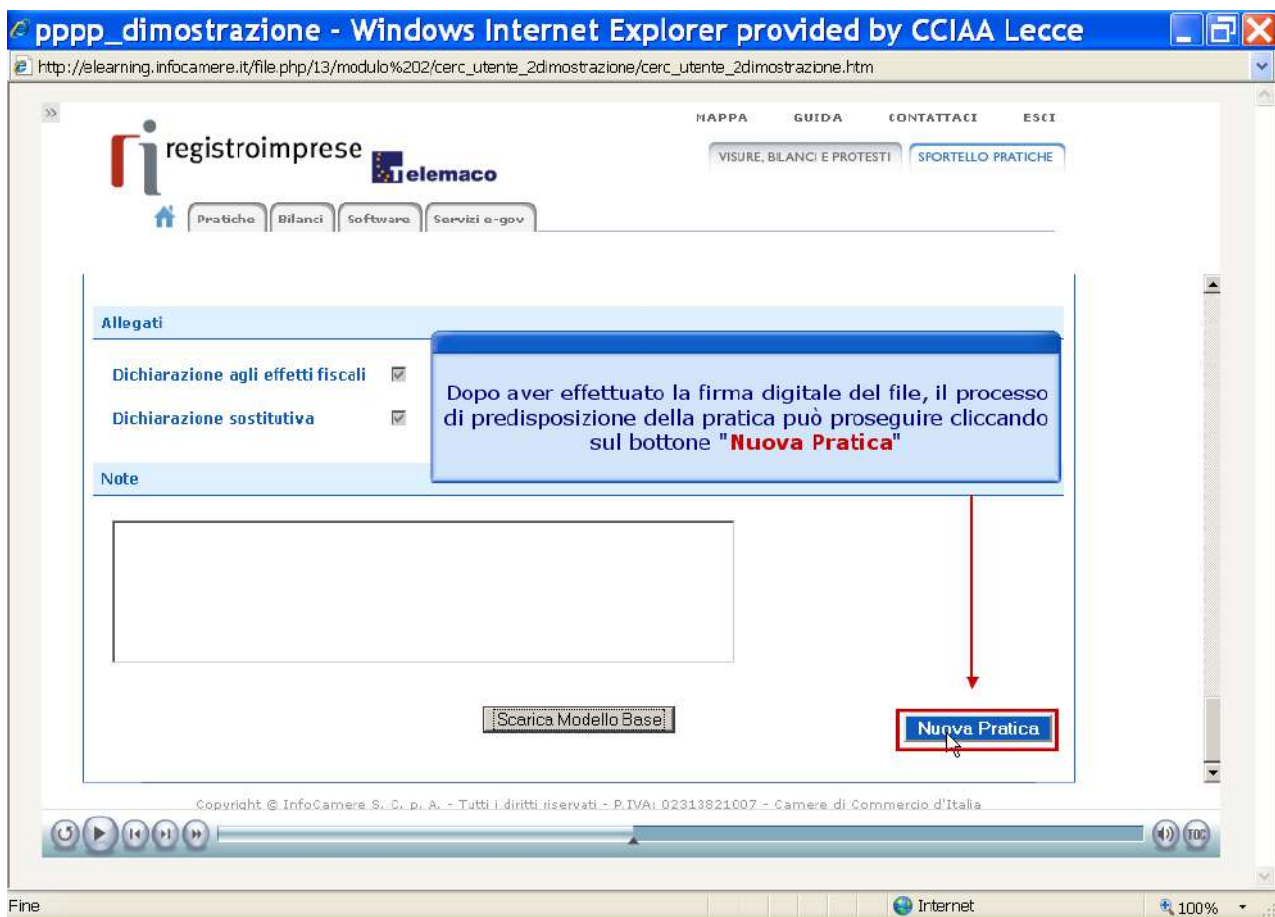 pppp_dimostrazione - Windows Internet Explorer provided by CCIAA Lecce
http://elearning.infocamere.it/file.php/13/modulo%202/cerc_utente_2dimostrazione/cerc_utente_2dimostrazione.htm
MAPPA GUIDA CONTATTACI ESCI
registroimprese
Telemaco
VISURE, BILANCI E PROTESTI SPORTELLO PRATICHE
Pratiche Bilanci Software Servizi e-gov
Allegati
Dichiarazione agli effetti fiscali
Dichiarazione sostitutiva
Dopo aver effettuato la firma digitale del file, il processo
di predisposizione della pratica può proseguire cliccando
sul bottone "Nuova Pratica"
Note
Scarica Modello Base
Nuova Pratica
Copyright © InfoCamere S. C. p. A. - Tutti i diritti riservati - P.IVA: 02313821007 - Camere di Commercio d'Italia
TOC
Fine Internet 100%